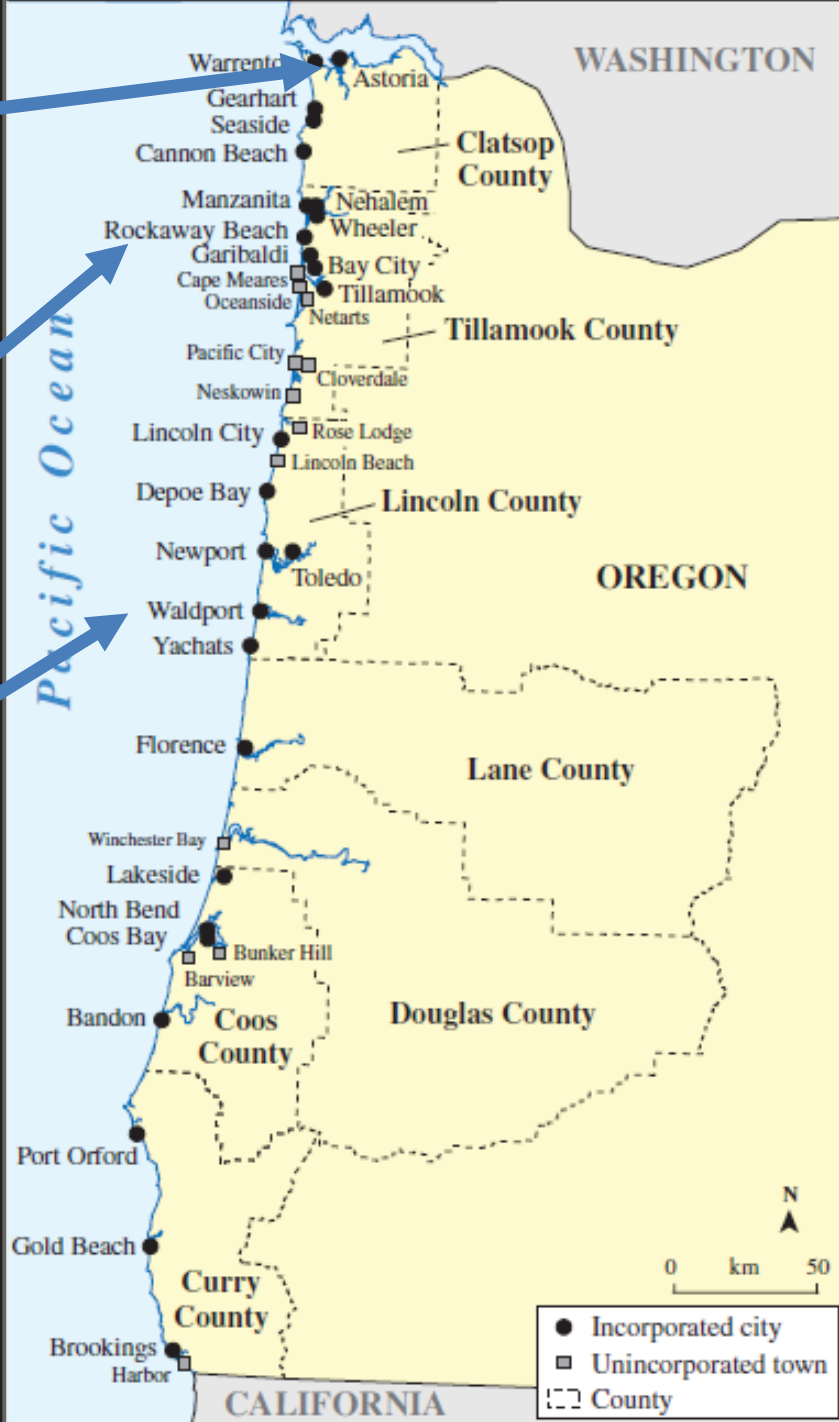 WASHINGTON
Warrento
Astoria
Gearhart
Seaside
Clatsop
County
Cannon Beach
Manzanita
Nehalem
Rockaway Beach
Wheeler
Garibaldi
Bay City
Cape Meares
Tillamook
Oceanside
Netarts
Tillamook County
Pacific City
Cloverdale
Neskowin
Pacific Ocean
Lincoln City
Rose Lodge
Lincoln Beach
Depoe Bay
Lincoln County
Newport
Toledo
OREGON
Waldport
Yachats
Florence
Lane County
Winchester Bay
Lakeside
North Bend
Coos Bay
Bunker Hill
Barview
Bandon
Coos
County
Douglas County
Port Orford
N
Gold Beach
0 km 50
Curry
County
Brookings
Harbor
CALIFORNIA
Incorporated city
Unincorporated town
County